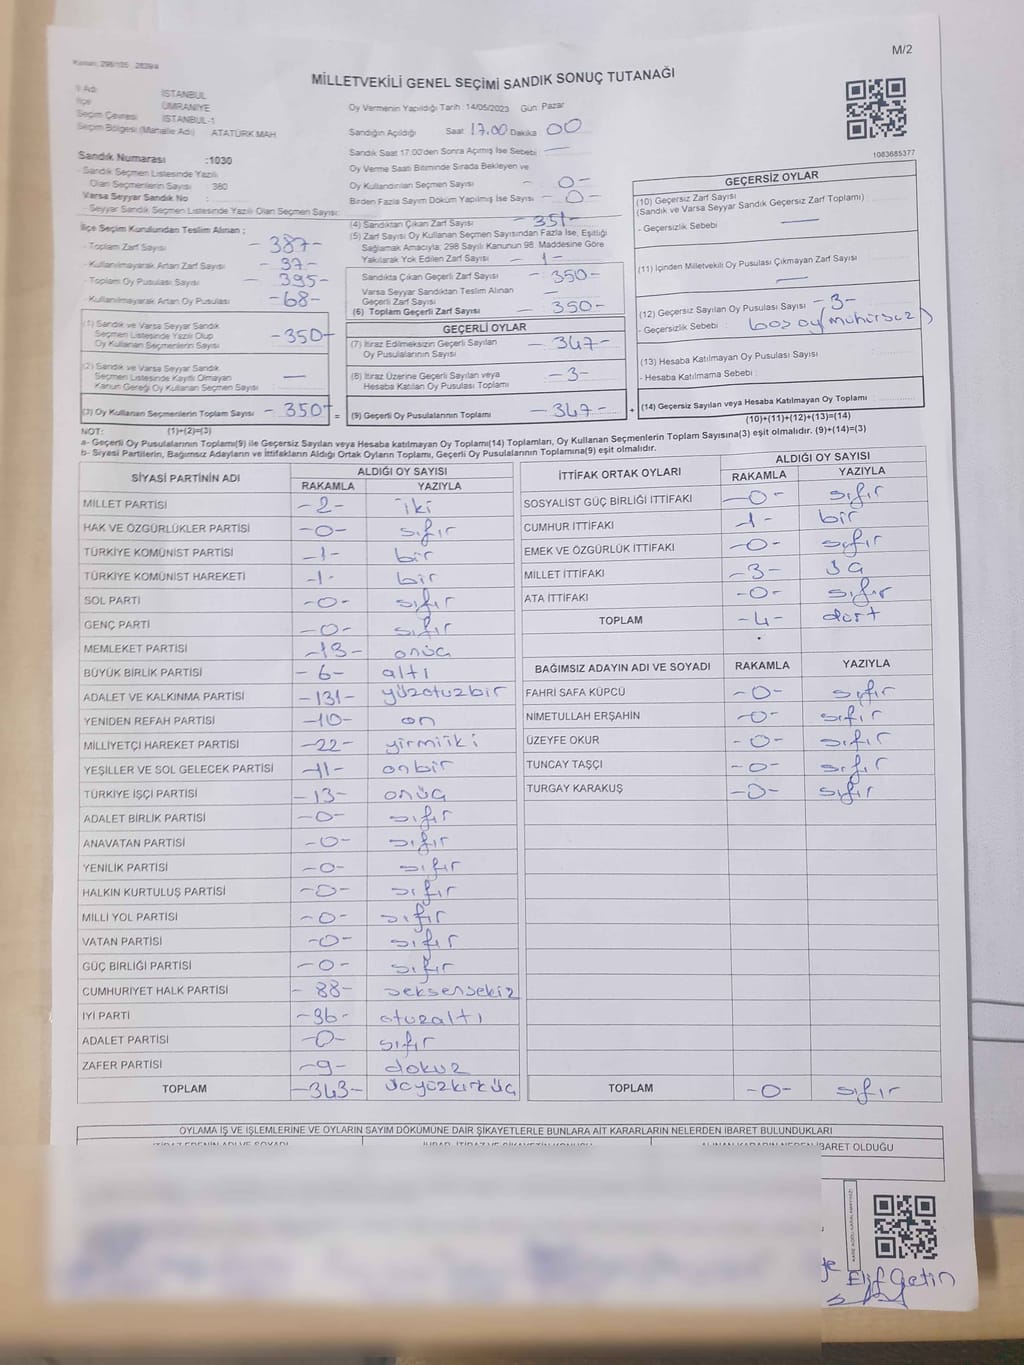 M/2
Kanun: 298/105 2839/4
MİLLETVEKİLİ GENEL SEÇİMİ SANDIK SONUÇ TUTANAĞI
İl Adı İSTANBUL
İlçe ÜMRANİYE
Seçim Çevresi İSTANBUL-1
Seçim Bölgesi (Mahalle Adı) ATATÜRK MAH.
Sandık Numarası :1030
- Sandık Seçmen Listesinde Yazılı
Olan Seçmenlerin Sayısı : 380
Varsa Seyyar Sandık No :
- Seyyar Sandık Seçmen Listesinde Yazılı Olan Seçmen Sayısı:
İlçe Seçim Kurulundan Teslim Alınan ;
- Toplam Zarf Sayısı - 387 -
- Kullanılmayarak Artan Zarf Sayısı - 37 -
- Toplam Oy Pusulası Sayısı - 395 -
- Kullanılmayarak Artan Oy Pusulası - 68 -
(1) Sandık ve Varsa Seyyar Sandık
Seçmen Listesinde Yazılı Olup
Oy Kullanan Seçmenlerin Sayısı - 350 -
(2) Sandık ve Varsa Seyyar Sandık
Seçmen Listesinde Kayıtlı Olmayan
Kanun Gereği Oy Kullanan Seçmen Sayısı : —
(3) Oy Kullanan Seçmenlerin Toplam Sayısı - 350 - =
(1)+(2)=(3)
Oy Vermenin Yapıldığı Tarih : 14/05/2023 Gün: Pazar
Sandığın Açıldığı Saat: 17.00 Dakika 00
Sandık Saat 17:00'den Sonra Açımış İse Sebebi : —
Oy Verme Saati Bitiminde Sırada Bekleyen ve
Oy Kullandırılan Seçmen Sayısı - 0 -
Birden Fazla Sayım Döküm Yapılmış İse Sayısı - 0 -
(4) Sandıktan Çıkan Zarf Sayısı - 351 -
(5) Zarf Sayısı Oy Kullanan Seçmen Sayısından Fazla İse, Eşitliği
Sağlamak Amacıyla; 298 Sayılı Kanunun 98. Maddesine Göre
Yakılarak Yok Edilen Zarf Sayısı - 1 -
Sandıkta Çıkan Geçerli Zarf Sayısı - 350 -
Varsa Seyyar Sandıktan Teslim Alınan
Geçerli Zarf Sayısı —
(6) Toplam Geçerli Zarf Sayısı - 350 -
GEÇERLİ OYLAR
(7) İtiraz Edilmeksizin Geçerli Sayılan
Oy Pusulalarının Sayısı - 347 -
(8) İtiraz Üzerine Geçerli Sayılan veya
Hesaba Katılan Oy Pusulası Toplamı - 3 -
(9) Geçerli Oy Pusulalarının Toplamı - 347 - +
1083685377
GEÇERSİZ OYLAR
(10) Geçersiz Zarf Sayısı
(Sandık ve Varsa Seyyar Sandık Geçersiz Zarf Toplamı)
- Geçersizlik Sebebi —
(11) İçinden Milletvekili Oy Pusulası Çıkmayan Zarf Sayısı
—
(12) Geçersiz Sayılan Oy Pusulası Sayısı - 3 -
- Geçersizlik Sebebi : boş oy (mühürsüz)
(13) Hesaba Katılmayan Oy Pusulası Sayısı
- Hesaba Katılmama Sebebi :
(14) Geçersiz Sayılan veya Hesaba Katılmayan Oy Toplamı :
(10)+(11)+(12)+(13)=(14)
NOT:
a- Geçerli Oy Pusulalarının Toplamı(9) ile Geçersiz Sayılan veya Hesaba katılmayan Oy Toplamı(14) Toplamları, Oy Kullanan Seçmenlerin Toplam Sayısına(3) eşit olmalıdır. (9)+(14)=(3)
b- Siyasi Partilerin, Bağımsız Adayların ve İttifakların Aldığı Ortak Oyların Toplamı, Geçerli Oy Pusulalarının Toplamına(9) eşit olmalıdır.
SİYASİ PARTİNİN ADI ALDIĞI OY SAYISI
RAKAMLA YAZIYLA
MİLLET PARTİSİ - 2 - iki
HAK VE ÖZGÜRLÜKLER PARTİSİ - 0 - sıfır
TÜRKİYE KOMÜNİST PARTİSİ - 1 - bir
TÜRKİYE KOMÜNİST HAREKETİ - 1 - bir
SOL PARTİ - 0 - sıfır
GENÇ PARTİ - 0 - sıfır
MEMLEKET PARTİSİ - 13 - onüç
BÜYÜK BİRLİK PARTİSİ - 6 - altı
ADALET VE KALKINMA PARTİSİ - 131 - yüzotuzbir
YENİDEN REFAH PARTİSİ - 10 - on
MİLLİYETÇİ HAREKET PARTİSİ - 22 - yirmiiki
YEŞİLLER VE SOL GELECEK PARTİSİ - 11 - onbir
TÜRKİYE İŞÇİ PARTİSİ - 13 - onüç
ADALET BİRLİK PARTİSİ - 0 - sıfır
ANAVATAN PARTİSİ - 0 - sıfır
YENİLİK PARTİSİ - 0 - sıfır
HALKIN KURTULUŞ PARTİSİ - 0 - sıfır
MİLLİ YOL PARTİSİ - 0 - sıfır
VATAN PARTİSİ - 0 - sıfır
GÜÇ BİRLİĞİ PARTİSİ - 0 - sıfır
CUMHURİYET HALK PARTİSİ - 88 - seksensekiz
İYİ PARTİ - 36 - otuzaltı
ADALET PARTİSİ - 0 - sıfır
ZAFER PARTİSİ - 9 - dokuz
TOPLAM - 343 - üçyüzkırküç
İTTİFAK ORTAK OYLARI ALDIĞI OY SAYISI
RAKAMLA YAZIYLA
SOSYALİST GÜÇ BİRLİĞİ İTTİFAKI - 0 - sıfır
CUMHUR İTTİFAKI - 1 - bir
EMEK VE ÖZGÜRLÜK İTTİFAKI - 0 - sıfır
MİLLET İTTİFAKI - 3 - üç
ATA İTTİFAKI - 0 - sıfır
TOPLAM - 4 - dört
BAĞIMSIZ ADAYIN ADI VE SOYADI RAKAMLA YAZIYLA
FAHRİ SAFA KÜPCÜ - 0 - sıfır
NİMETULLAH ERŞAHİN - 0 - sıfır
ÜZEYFE OKUR - 0 - sıfır
TUNCAY TAŞÇI - 0 - sıfır
TURGAY KARAKUŞ - 0 - sıfır
TOPLAM - 0 - sıfır
OYLAMA İŞ VE İŞLEMLERİNE VE OYLARIN SAYIM DÖKÜMÜNE DAİR ŞİKAYETLERLE BUNLARA AİT KARARLARIN NELERDEN İBARET BULUNDUKLARI
İTİRAZ EDENİN ADI VE SOYADI
ALINAN KARARIN NEDEN İBARET OLDUĞU
Elif Çetin